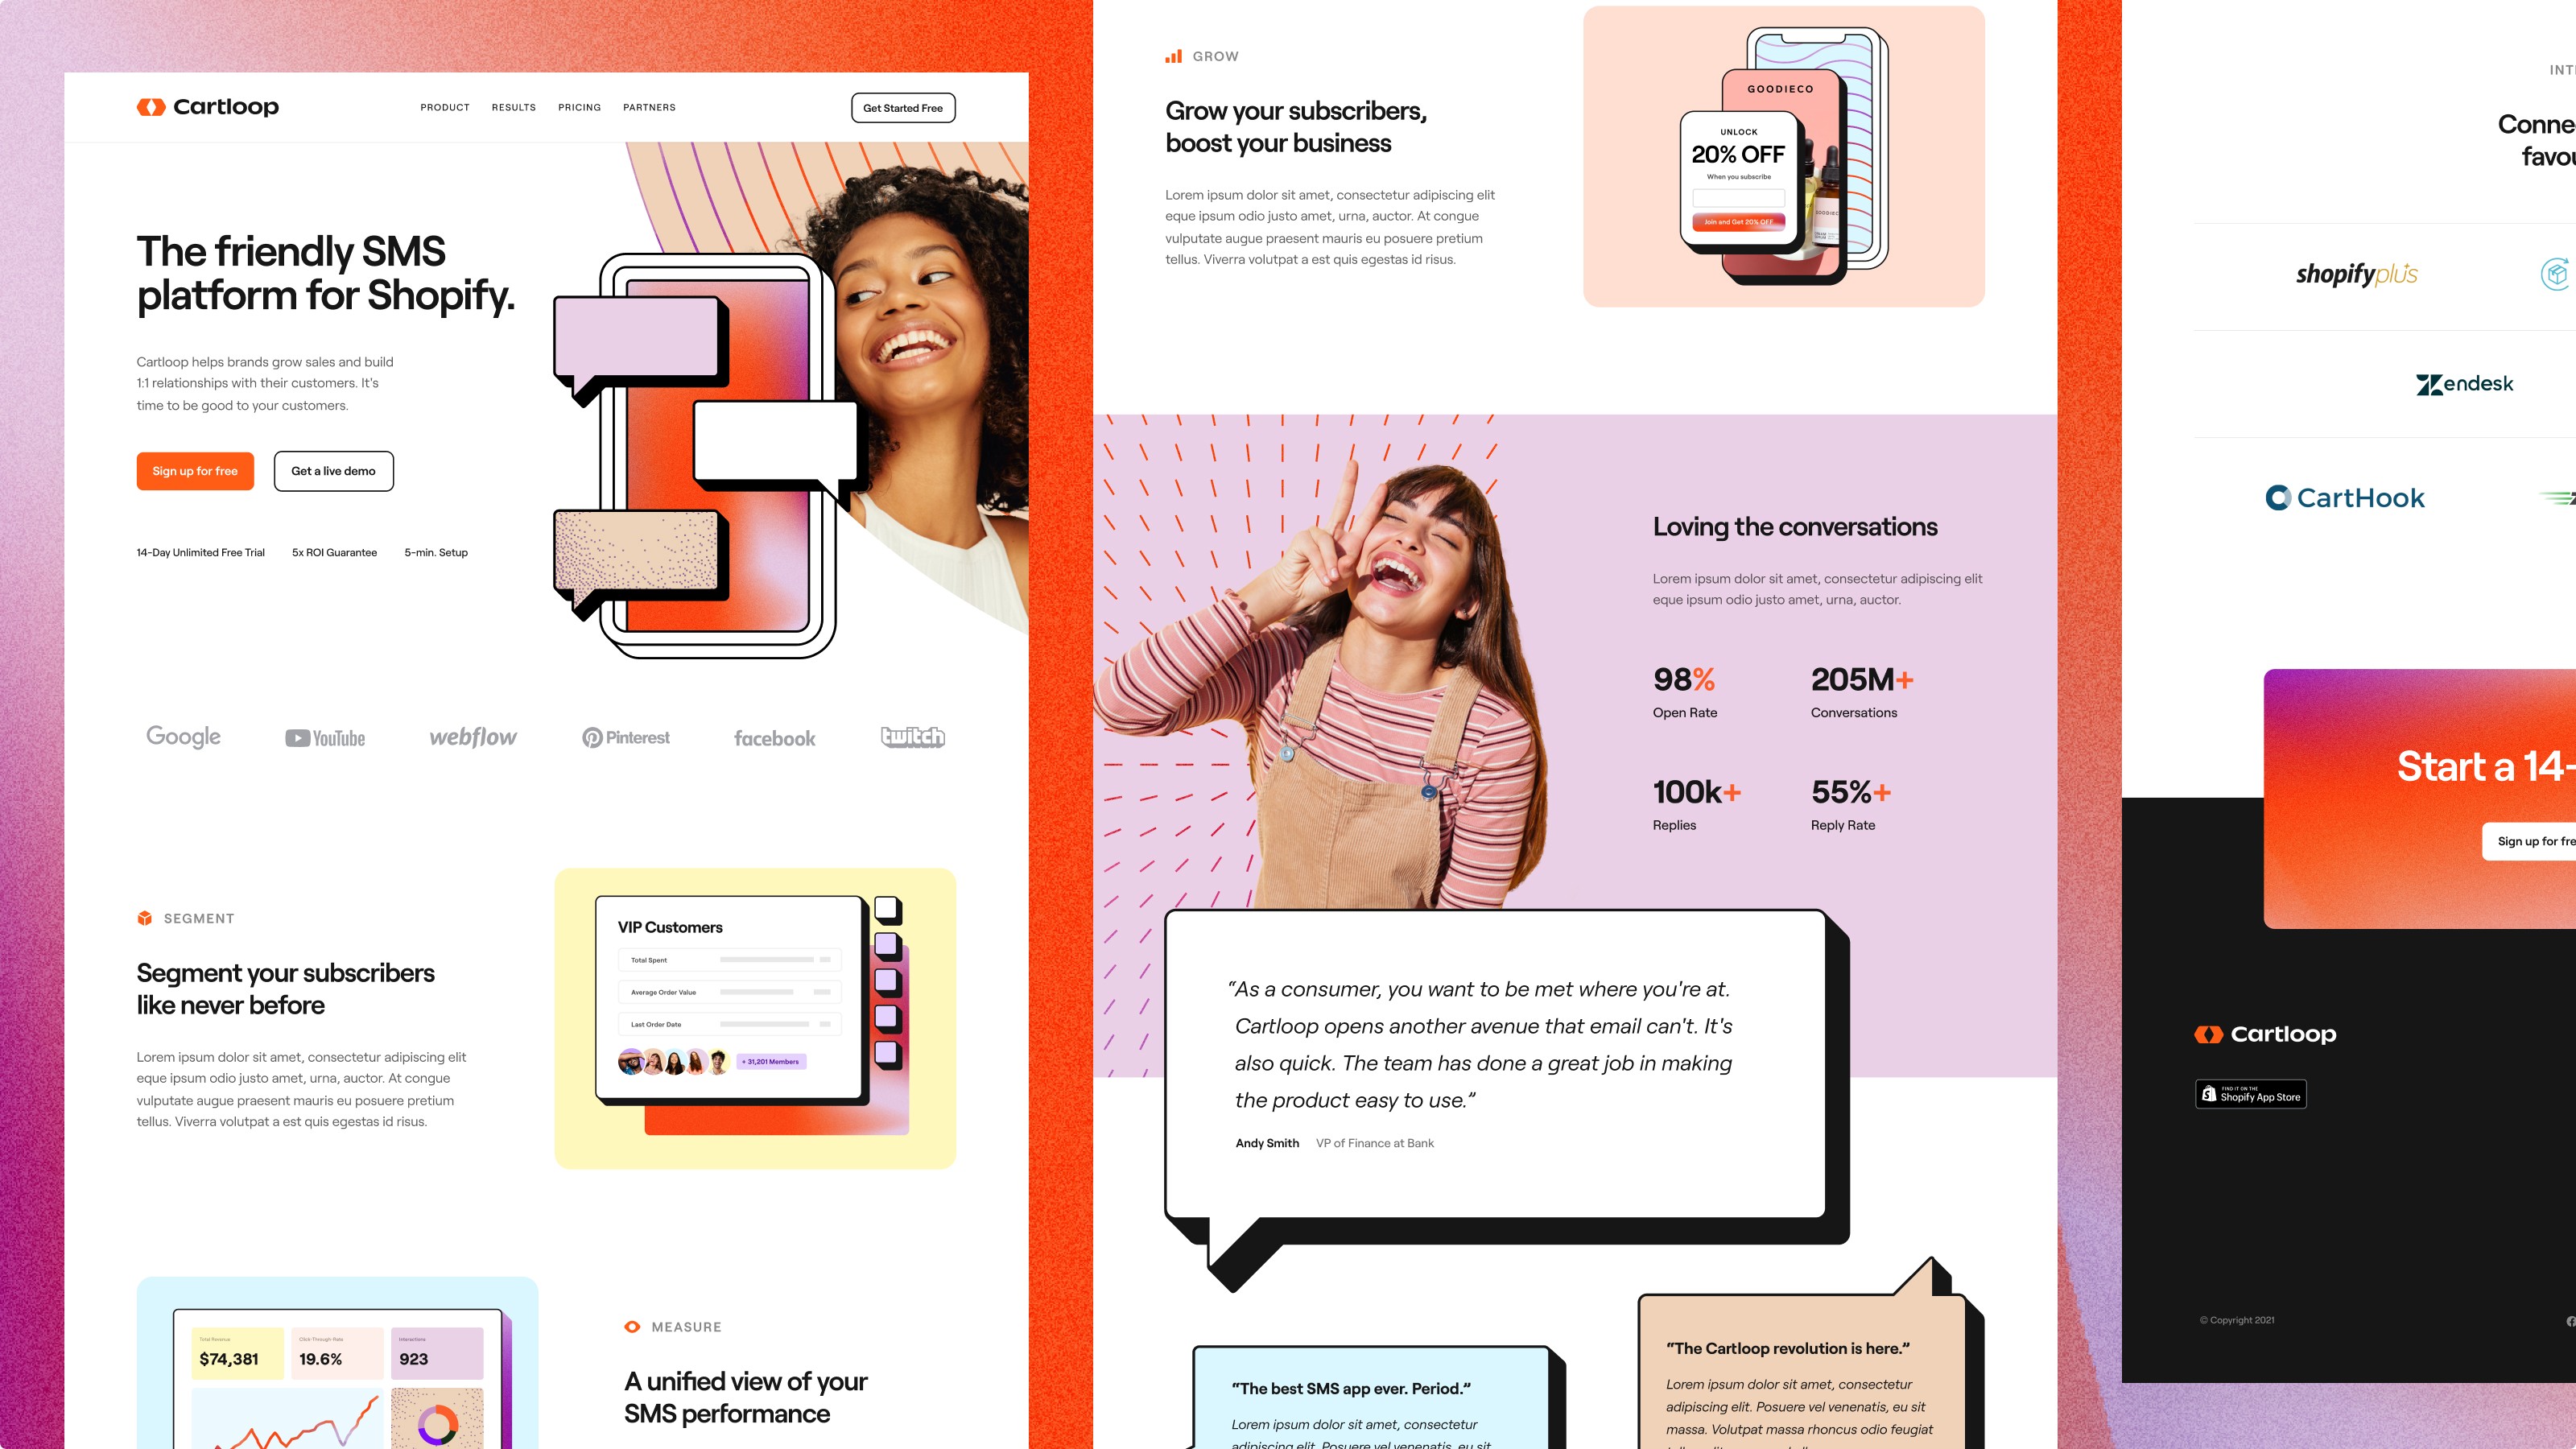 Cartloop
PRODUCT
RESULTS
PRICING
PARTNERS
Get Started Free
The friendly SMS
platform for Shopify.
Cartloop helps brands grow sales and build
1:1 relationships with their customers. It's
time to be good to your customers.
Sign up for free
Get a live demo
14-Day Unlimited Free Trial
5x ROI Guarantee
5-min. Setup
Google
YouTube
webflow
Pinterest
facebook
twitch
SEGMENT
Segment your subscribers
like never before
Lorem ipsum dolor sit amet, consectetur adipiscing elit
eque ipsum odio justo amet, urna, auctor. At congue
vulputate augue praesent mauris eu posuere pretium
tellus. Viverra volutpat a est quis egestas id risus.
VIP Customers
Total Spent
Average Order Value
Last Order Date
+ 31,201 Members
Total Revenue
$74,381
Click-Through Rate
19.6%
Interactions
923
MEASURE
A unified view of your
SMS performance
GROW
Grow your subscribers,
boost your business
Lorem ipsum dolor sit amet, consectetur adipiscing elit
eque ipsum odio justo amet, urna, auctor. At congue
vulputate augue praesent mauris eu posuere pretium
tellus. Viverra volutpat a est quis egestas id risus.
GOODIECO
UNLOCK
20% OFF
When you subscribe
Join and Get 20% OFF
Loving the conversations
Lorem ipsum dolor sit amet, consectetur adipiscing elit
eque ipsum odio justo amet, urna, auctor.
98%
Open Rate
205M+
Conversations
100k+
Replies
55%+
Reply Rate
“As a consumer, you want to be met where you're at.
Cartloop opens another avenue that email can't. It's
also quick. The team has done a great job in making
the product easy to use.”
Andy Smith
VP of Finance at Bank
“The best SMS app ever. Period.”
Lorem ipsum dolor sit amet, consectetur
adipiscing elit. Posuere vel venenatis, eu sit
“The Cartloop revolution is here.”
Lorem ipsum dolor sit amet, consectetur
adipiscing elit. Posuere vel venenatis, eu sit
massa. Volutpat massa rhoncus odio feugiat
INT
Conne
favou
shopifyplus
zendesk
CartHook
Start a 14-
Sign up for fre
Cartloop
FIND IT ON THE
Shopify App Store
© Copyright 2021